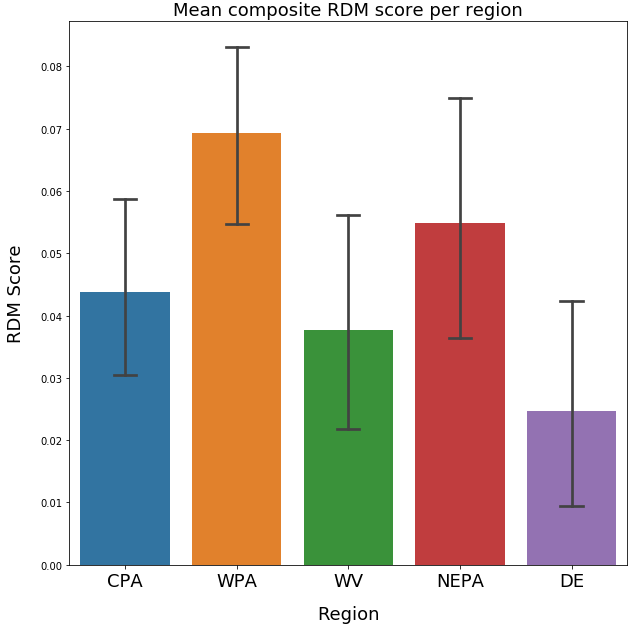 Mean composite RDM score per region
RDM Score
0.08
0.07
0.06
0.05
0.04
0.03
0.02
0.01
0.00
CPA WPA WV NEPA DE
Region